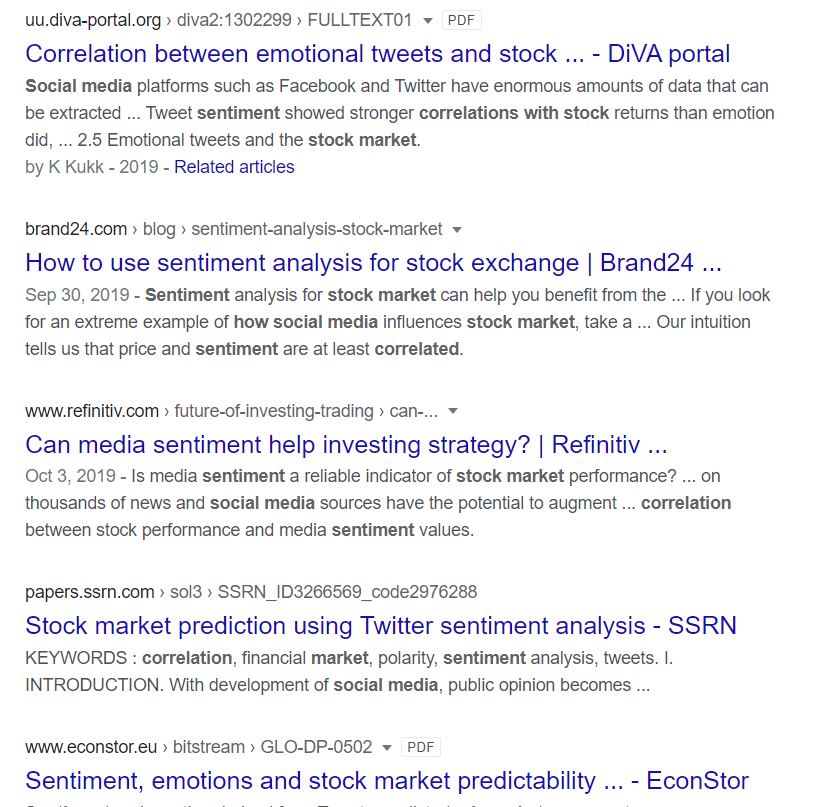 uu.diva-portal.org › diva2:1302299 › FULLTEXT01 PDF
Correlation between emotional tweets and stock ... - DiVA portal
Social media platforms such as Facebook and Twitter have enormous amounts of data that can
be extracted ... Tweet sentiment showed stronger correlations with stock returns than emotion
did, ... 2.5 Emotional tweets and the stock market.
by K Kukk - 2019 - Related articles
brand24.com › blog › sentiment-analysis-stock-market
How to use sentiment analysis for stock exchange | Brand24 ...
Sep 30, 2019 - Sentiment analysis for stock market can help you benefit from the ... If you look
for an extreme example of how social media influences stock market, take a ... Our intuition
tells us that price and sentiment are at least correlated.
www.refinitiv.com › future-of-investing-trading › can-...
Can media sentiment help investing strategy? | Refinitiv ...
Oct 3, 2019 - Is media sentiment a reliable indicator of stock market performance? ... on
thousands of news and social media sources have the potential to augment ... correlation
between stock performance and media sentiment values.
papers.ssrn.com › sol3 › SSRN_ID3266569_code2976288
Stock market prediction using Twitter sentiment analysis - SSRN
KEYWORDS : correlation, financial market, polarity, sentiment analysis, tweets. I.
INTRODUCTION. With development of social media, public opinion becomes ...
www.econstor.eu › bitstream › GLO-DP-0502 PDF
Sentiment, emotions and stock market predictability ... - EconStor